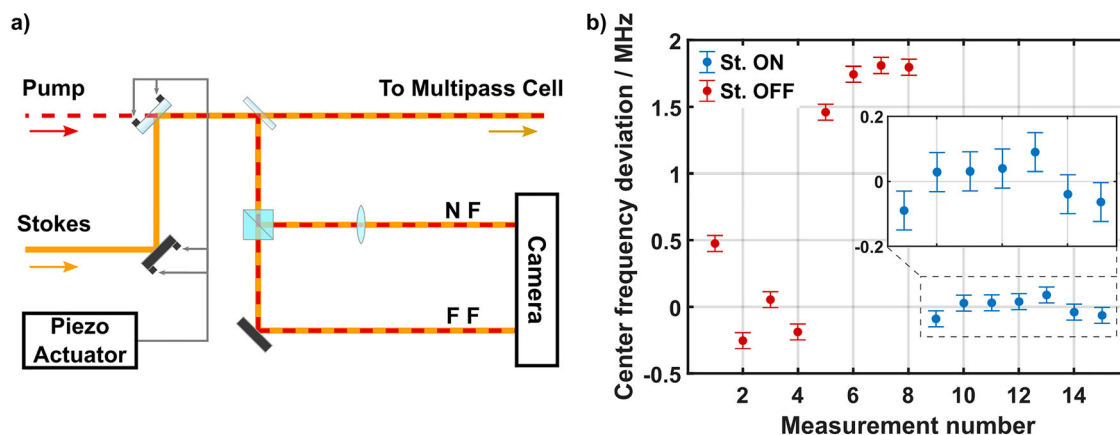 a)
Pump
To Multipass Cell
Stokes
N F
F F
Camera
Piezo
Actuator
b)
Center frequency deviation / MHz
2
1.5
1
0.5
0
-0.5
St. ON
St. OFF
0.2
0
-0.2
2 4 6 8 10 12 14
Measurement number